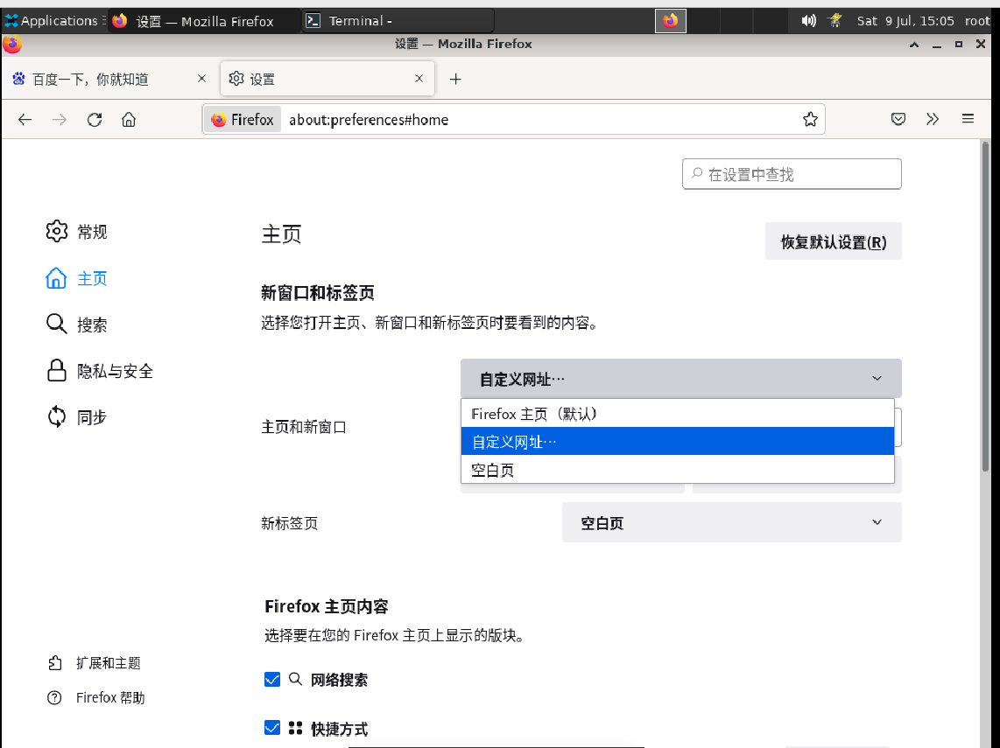 Applications 设置 — Mozilla Firefox Terminal - Sat 9 Jul, 15:05 root
设置 — Mozilla Firefox
百度一下，你就知道 设置
Firefox about:preferences#home
在设置中查找
常规
主页
搜索
隐私与安全
同步
扩展和主题
Firefox 帮助
主页
恢复默认设置(R)
新窗口和标签页
选择您打开主页、新窗口和新标签页时要看到的内容。
自定义网址…
主页和新窗口
Firefox 主页（默认）
自定义网址…
空白页
新标签页 空白页
Firefox 主页内容
选择要在您的 Firefox 主页上显示的版块。
网络搜索
快捷方式